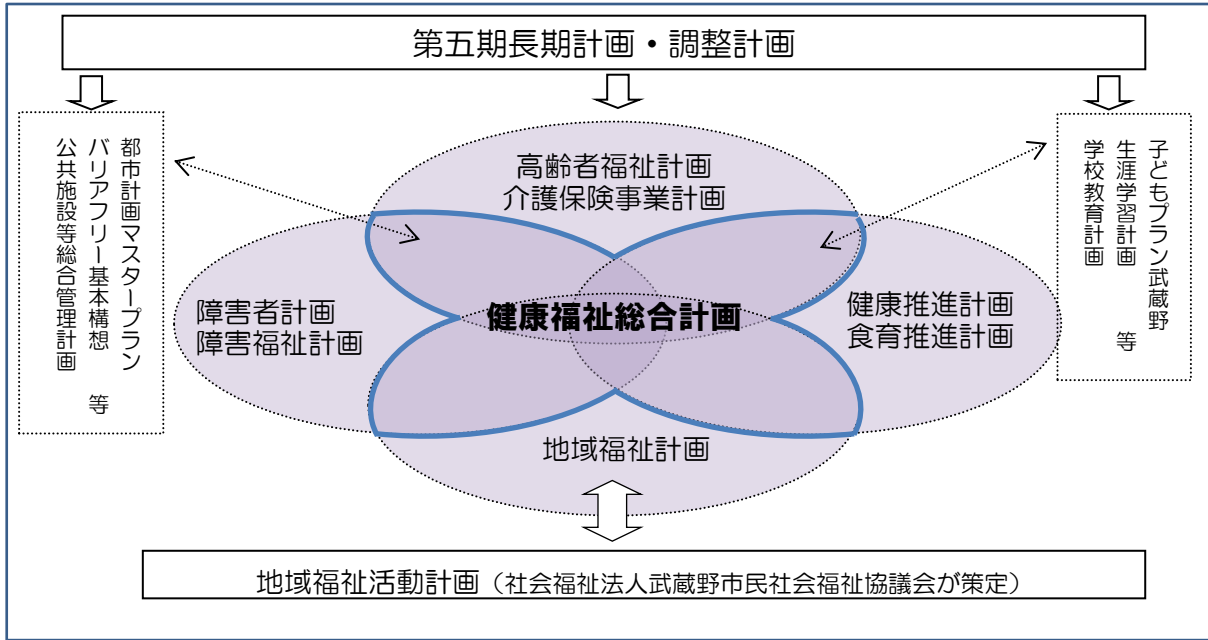 第五期長期計画・調整計画
都市計画マスタープラン
バリアフリー基本構想　等
公共施設等総合管理計画
高齢者福祉計画
介護保険事業計画
子どもプラン武蔵野
生涯学習計画　等
学校教育計画
障害者計画
障害福祉計画
健康福祉総合計画
健康推進計画
食育推進計画
地域福祉計画
地域福祉活動計画（社会福祉法人武蔵野市民社会福祉協議会が策定）